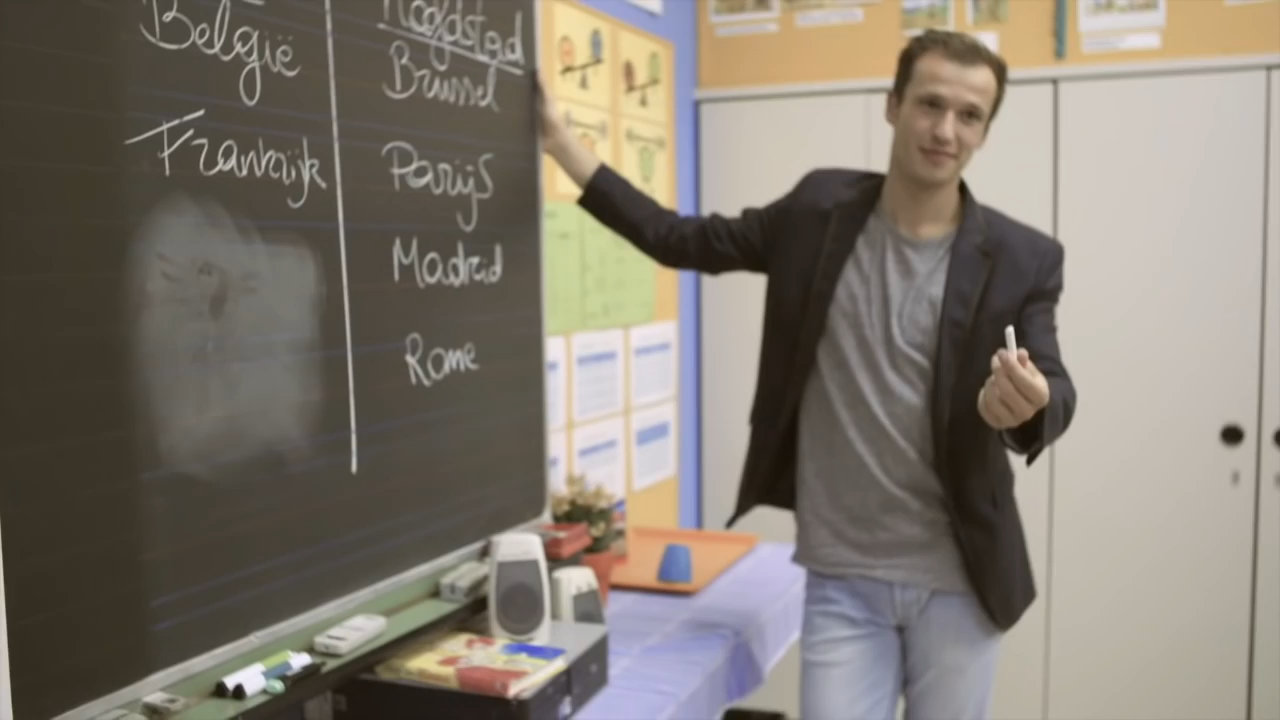 België
Frankrijk
Hoofdstad
Brussel
Parijs
Madrid
Rome